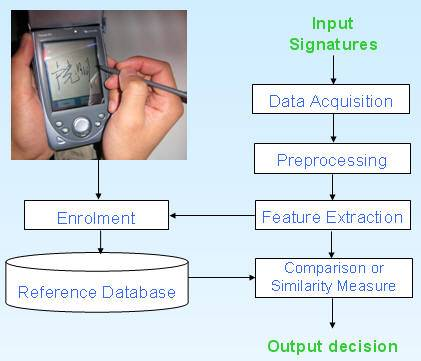 Input
Signatures
Data Acquisition
Preprocessing
Enrolment
Feature Extraction
Reference Database
Comparison or
Similarity Measure
Output decision